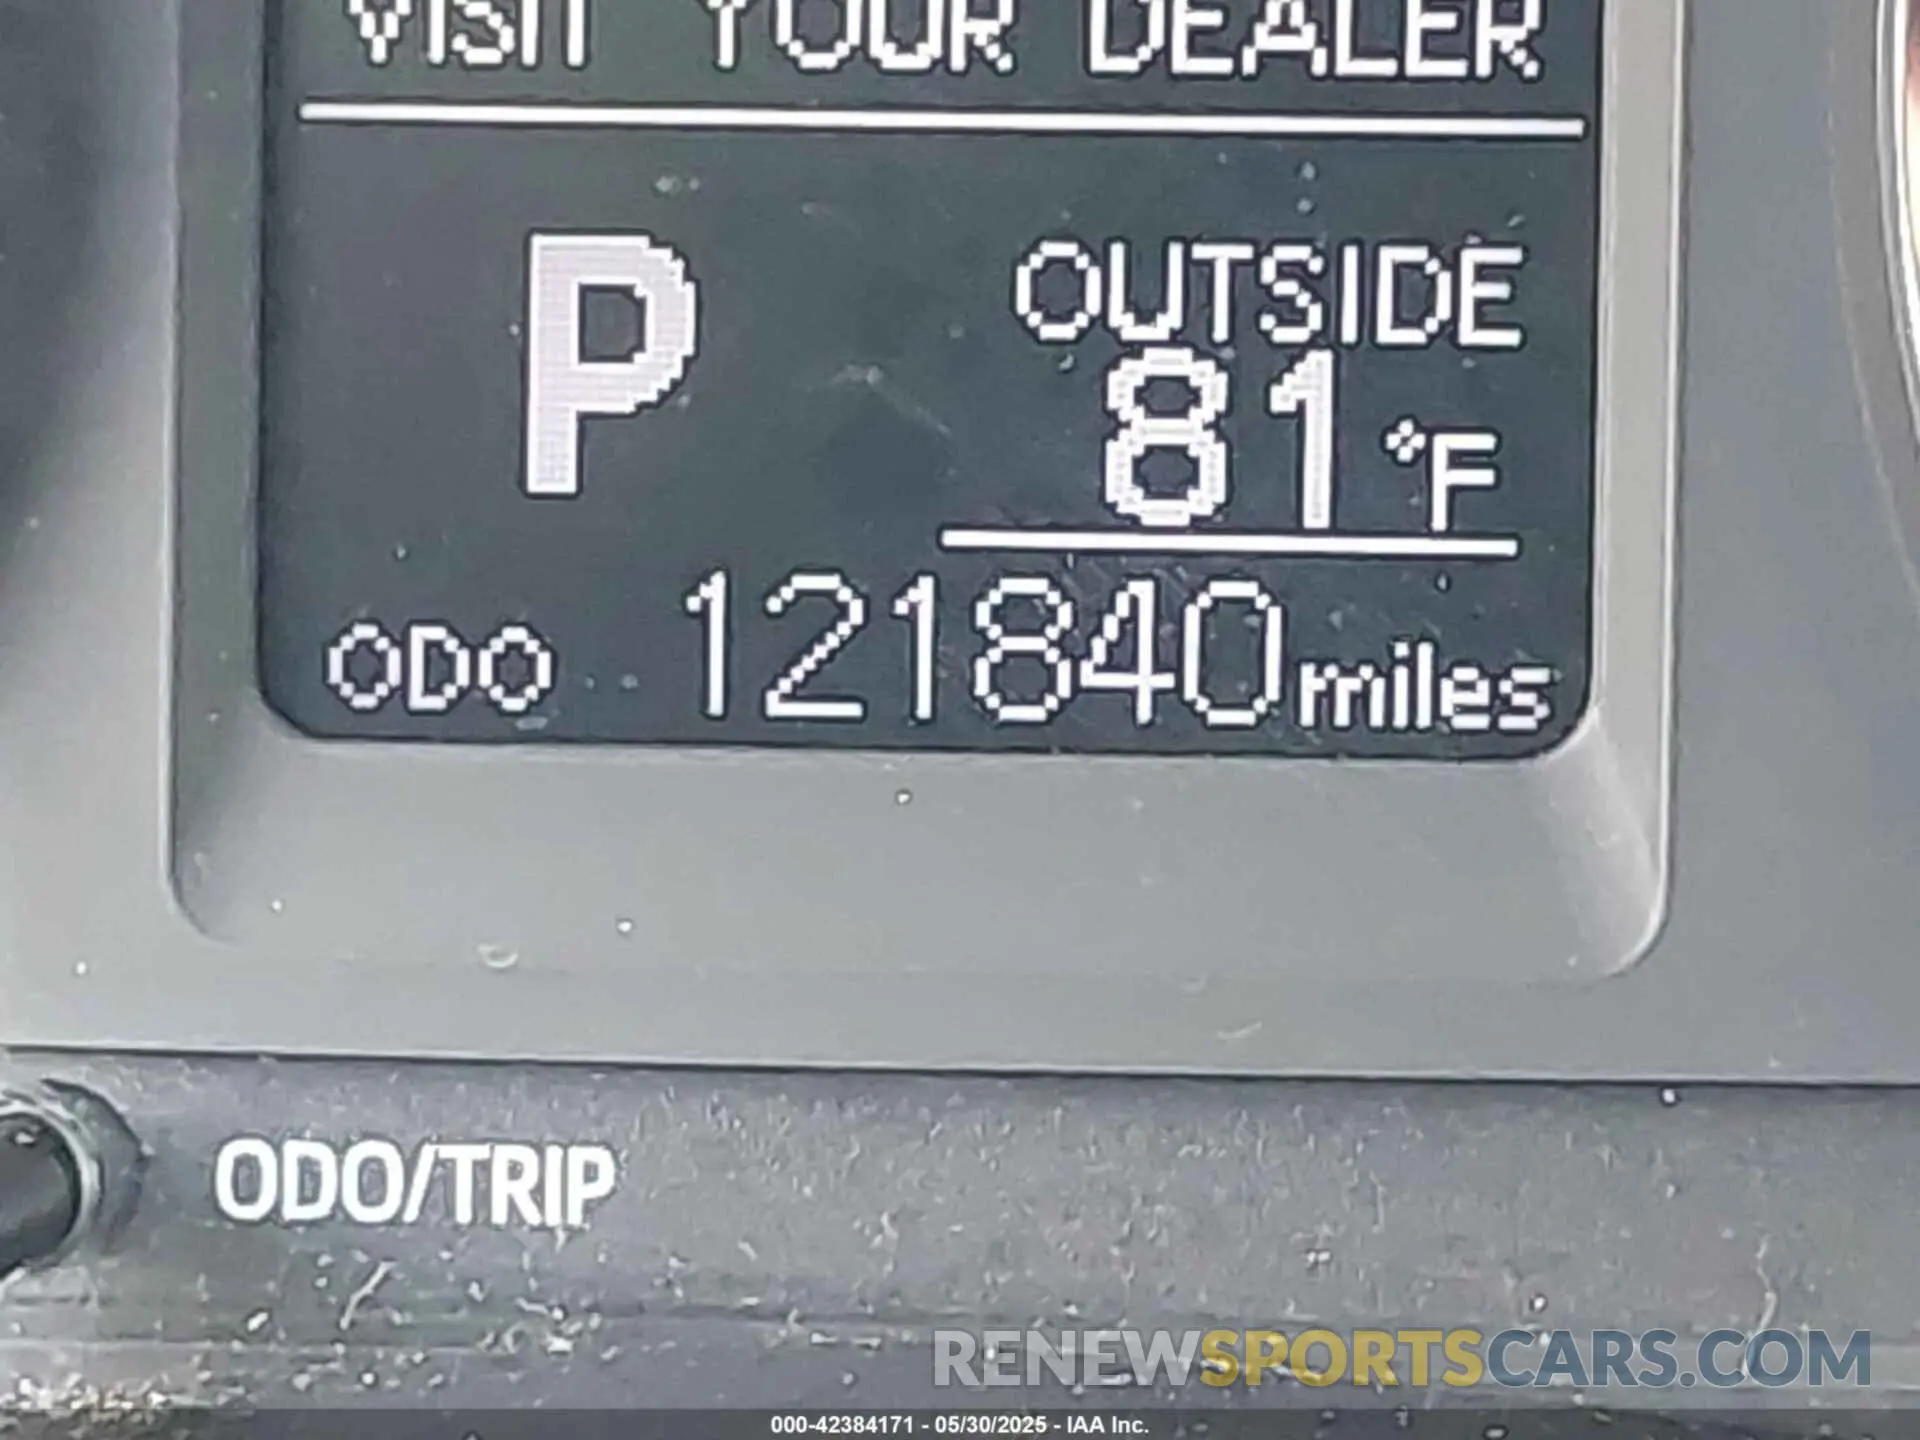 VISIT YOUR DEALER
P
OUTSIDE
81°F
ODO 121840 miles
ODO/TRIP
RENEWSPORTSCARS.COM
000-42384171 - 05/30/2025 - IAA Inc.